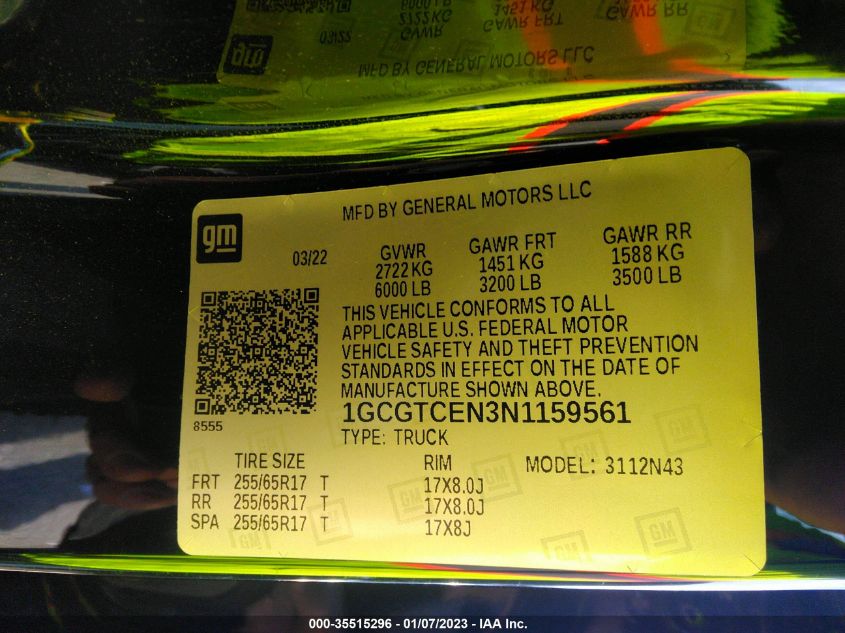 MFD BY GENERAL MOTORS LLC
gm
03/22
GVWR
2722 KG
6000 LB
GAWR FRT
1451 KG
3200 LB
GAWR RR
1588 KG
3500 LB
THIS VEHICLE CONFORMS TO ALL
APPLICABLE U.S. FEDERAL MOTOR
VEHICLE SAFETY AND THEFT PREVENTION
STANDARDS IN EFFECT ON THE DATE OF
MANUFACTURE SHOWN ABOVE.
8555
1GCGTCEN3N1159561
TYPE: TRUCK
TIRE SIZE RIM MODEL: 3112N43
FRT 255/65R17 T 17X8.0J
RR 255/65R17 T 17X8.0J
SPA 255/65R17 T 17X8J
000-35515296 - 01/07/2023 - IAA Inc.